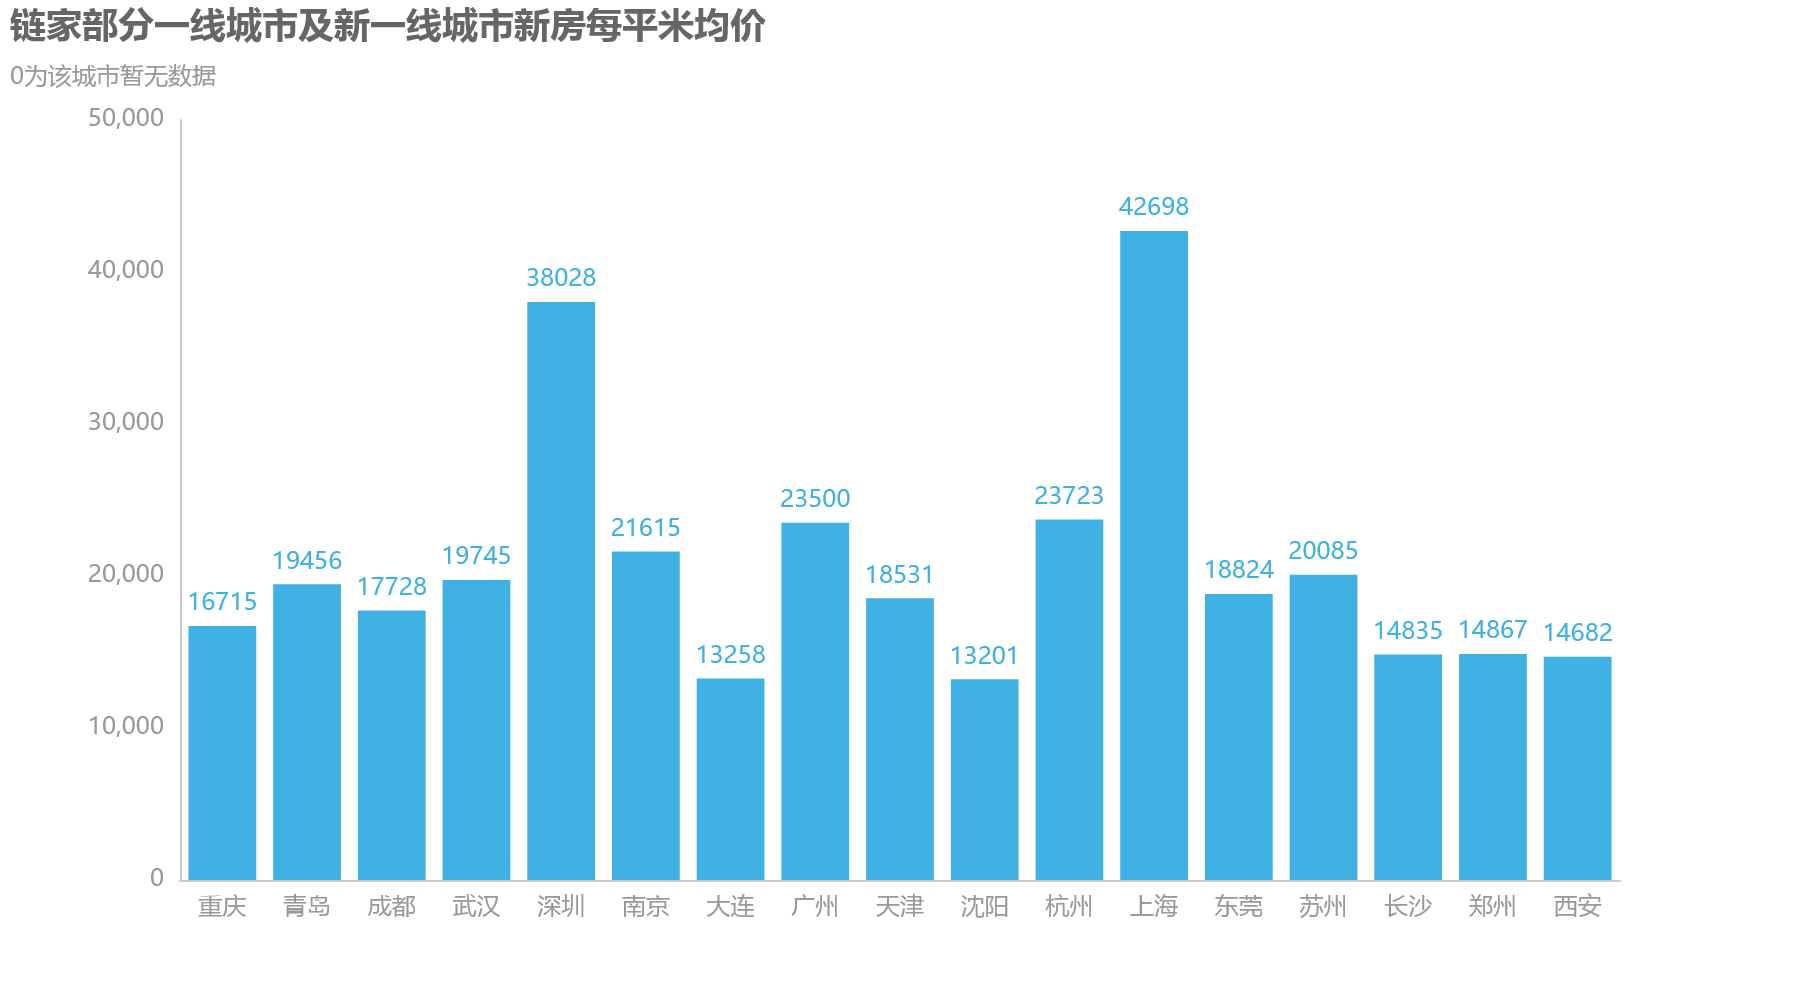 链家部分一线城市及新一线城市新房每平米均价
0为该城市暂无数据
50,000
40,000
30,000
20,000
10,000
0
16715
19456
17728
19745
38028
21615
13258
23500
18531
13201
23723
42698
18824
20085
14835
14867
14682
重庆
青岛
成都
武汉
深圳
南京
大连
广州
天津
沈阳
杭州
上海
东莞
苏州
长沙
郑州
西安